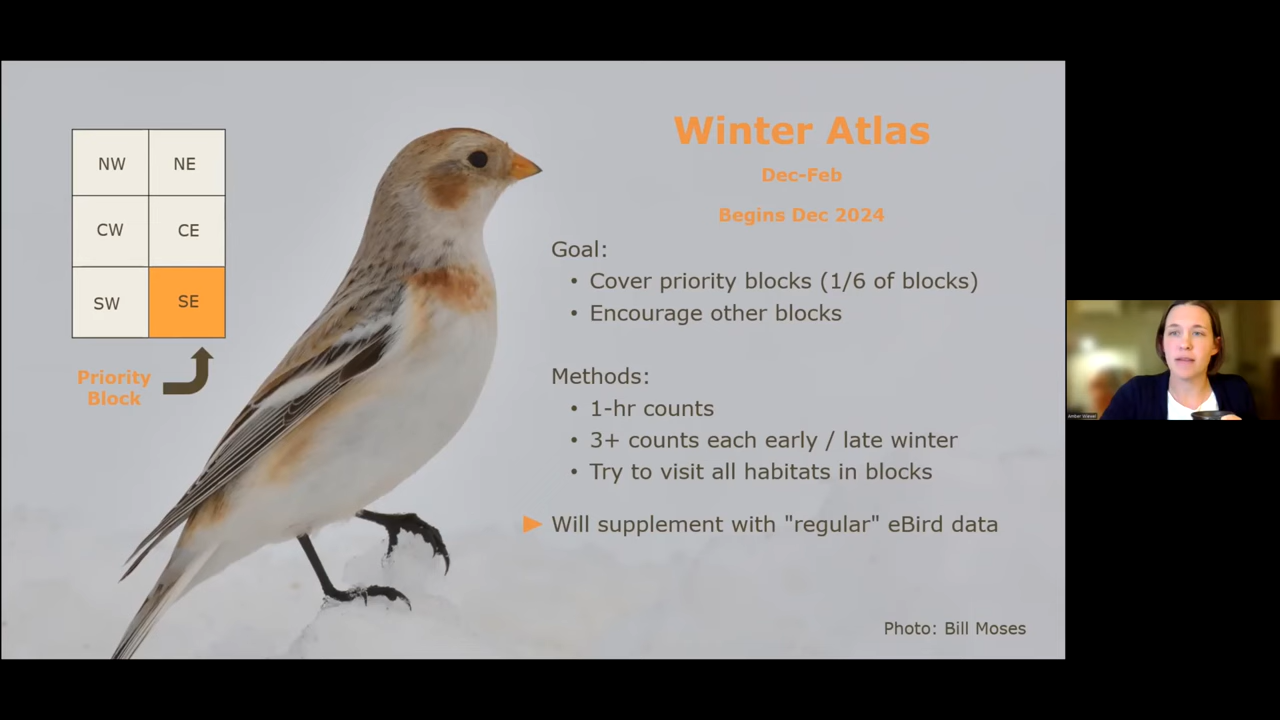 NW NE
CW CE
SW SE
Priority
Block
Winter Atlas
Dec-Feb
Begins Dec 2024
Goal:
• Cover priority blocks (1/6 of blocks)
• Encourage other blocks
Methods:
• 1-hr counts
• 3+ counts each early / late winter
• Try to visit all habitats in blocks
Will supplement with "regular" eBird data
Photo: Bill Moses